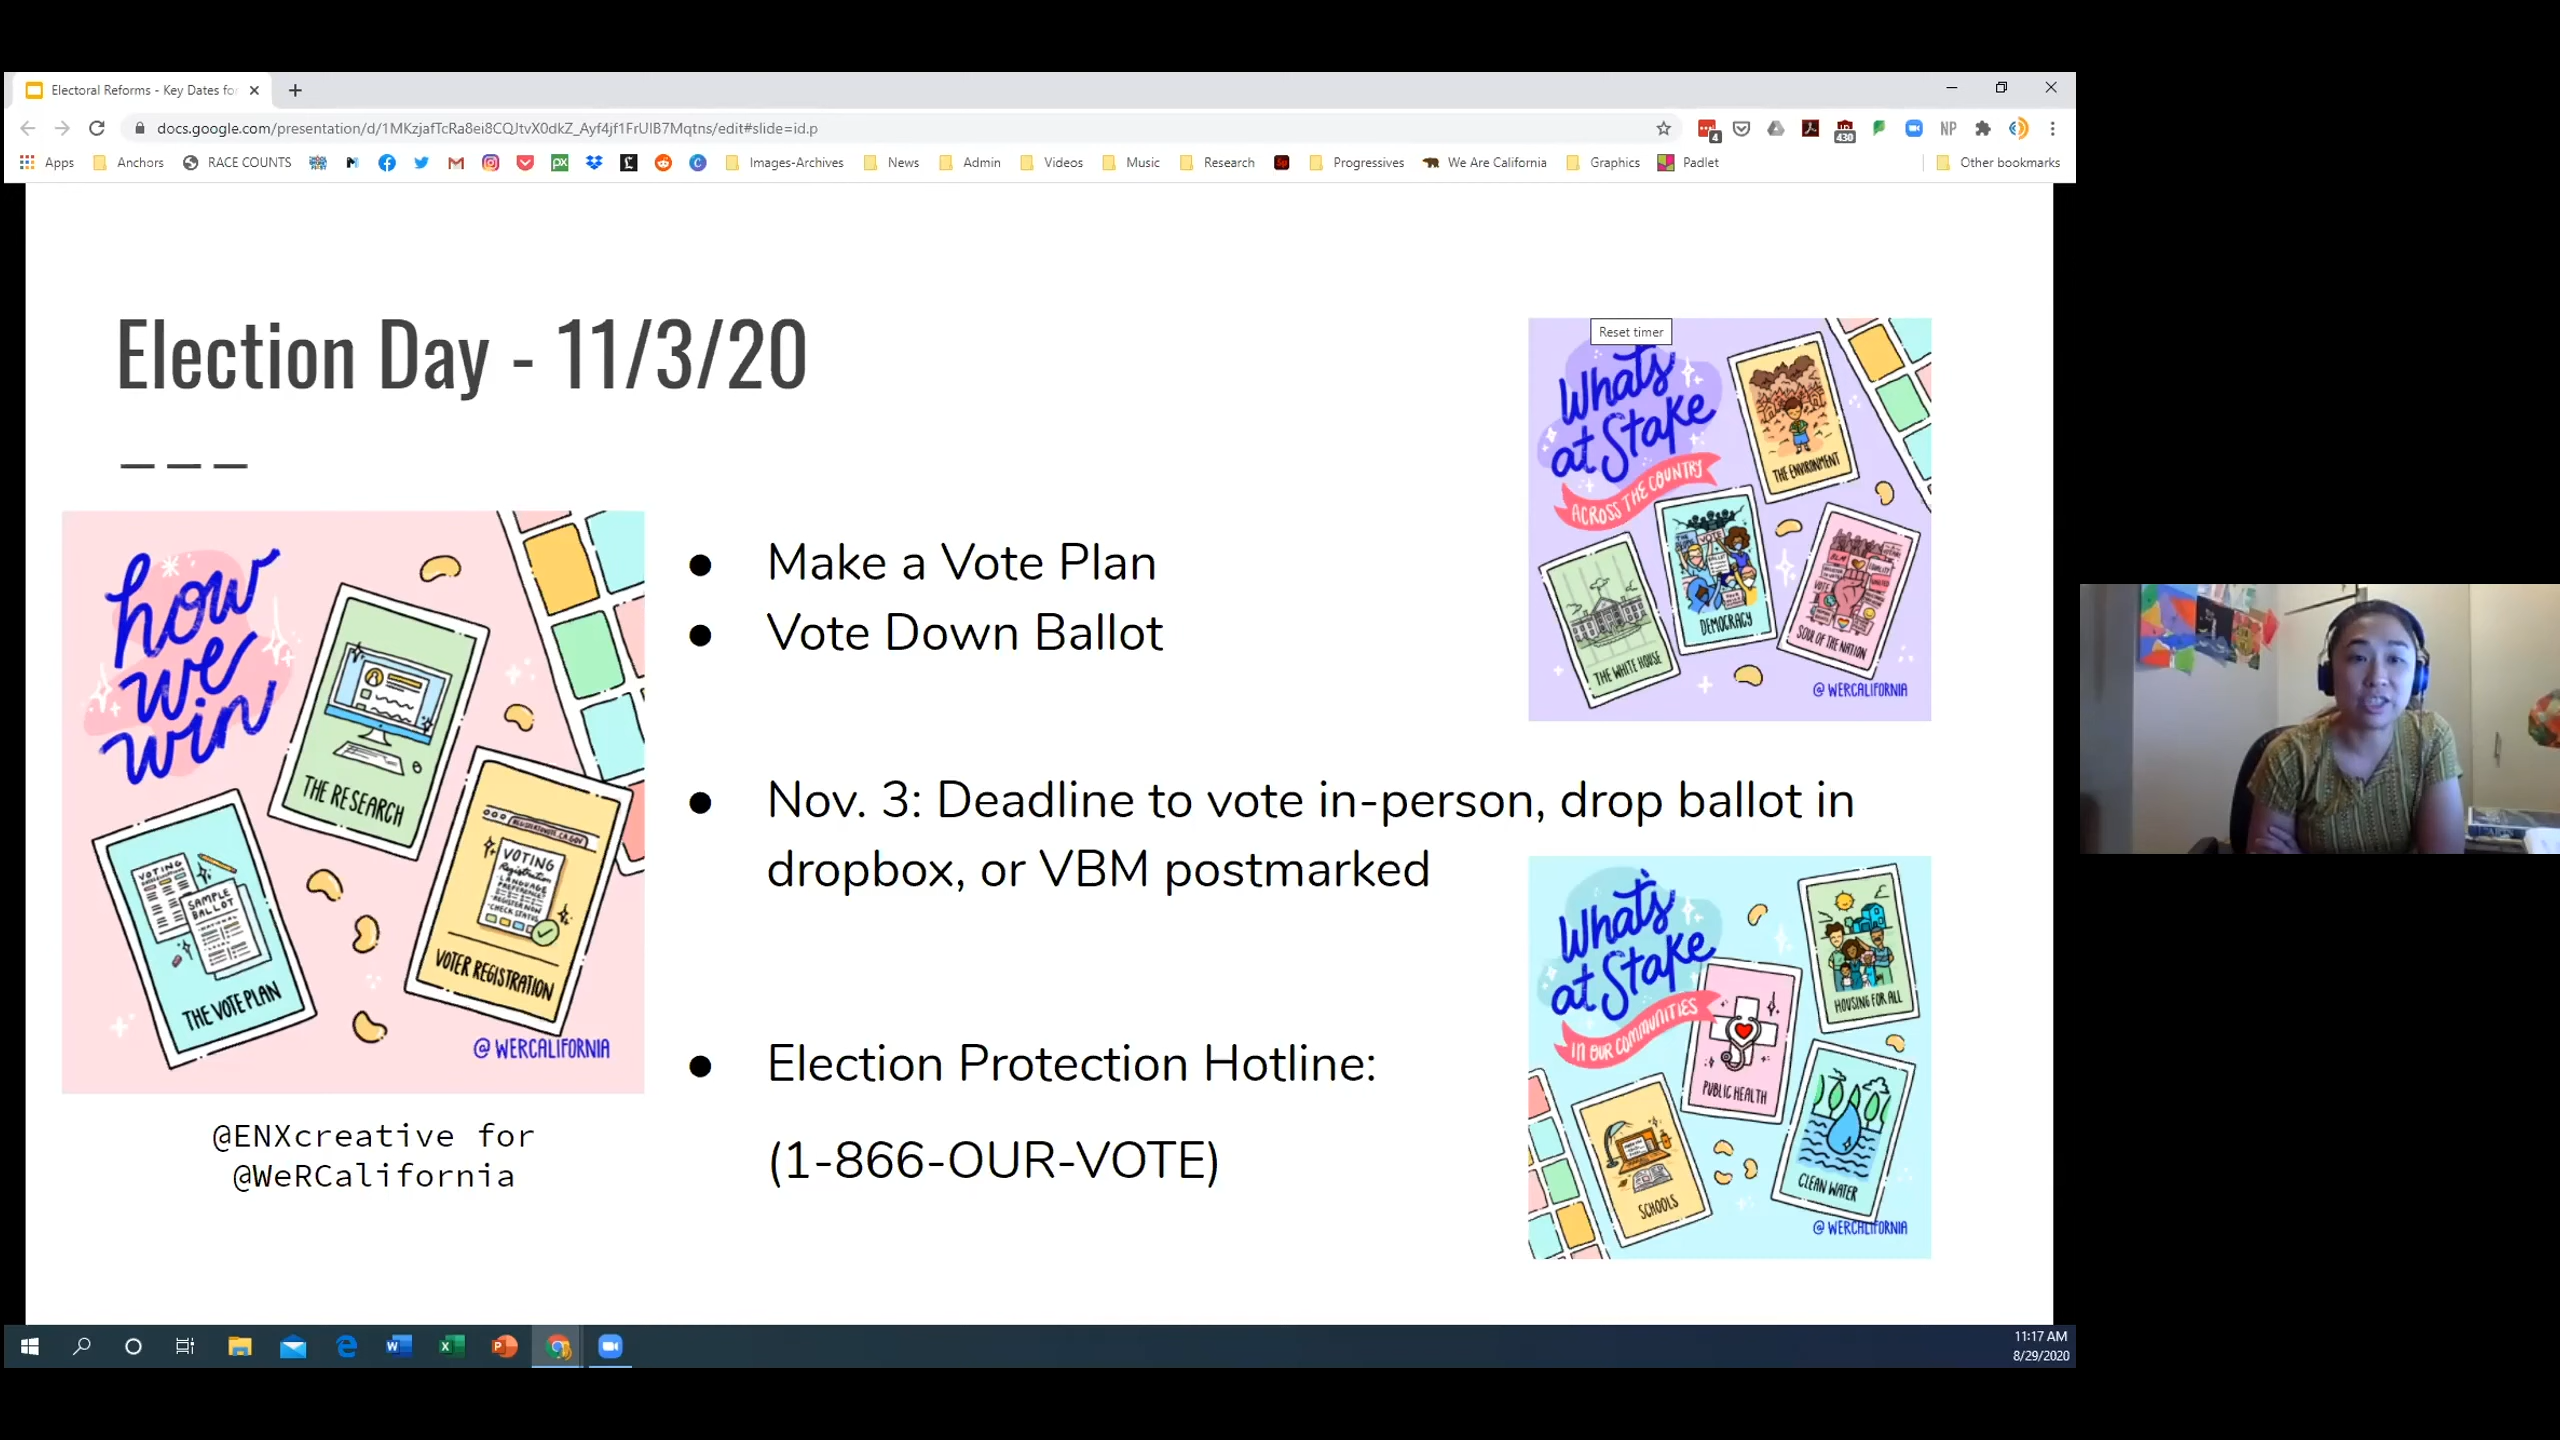 Electoral Reforms - Key Dates for
docs.google.com/presentation/d/1MKzjafTcRa8ei8CQJtvX0dkZ_Ayf4jf1FrUIB7Mqtns/edit#slide=id.p
4
430
NP
Apps
Anchors
RACE COUNTS
Images-Archives
News
Admin
Videos
Music
Research
Progressives
We Are California
Graphics
Padlet
Other bookmarks
Election Day - 11/3/20
Reset timer
What's
at Stake
ACROSS THE COUNTRY
THE ENVIRONMENT
DEMOCRACY
VOTE
SOUL OF THE NATION
THE WHITE HOUSE
@WERCALIFORNIA
how
we
win
THE RESEARCH
VOTING
SAMPLE
BALLOT
THE VOTE PLAN
VOTING
Registration
VOTER REGISTRATION
@WERCALIFORNIA
@ENXcreative for
@WeRCalifornia
● Make a Vote Plan
● Vote Down Ballot
● Nov. 3: Deadline to vote in-person, drop ballot in
dropbox, or VBM postmarked
● Election Protection Hotline:
(1-866-OUR-VOTE)
What's
at Stake
IN OUR COMMUNITIES
HOUSING FOR ALL
PUBLIC HEALTH
CLEAN WATER
SCHOOLS
@WERCALIFORNIA
11:17 AM
8/29/2020